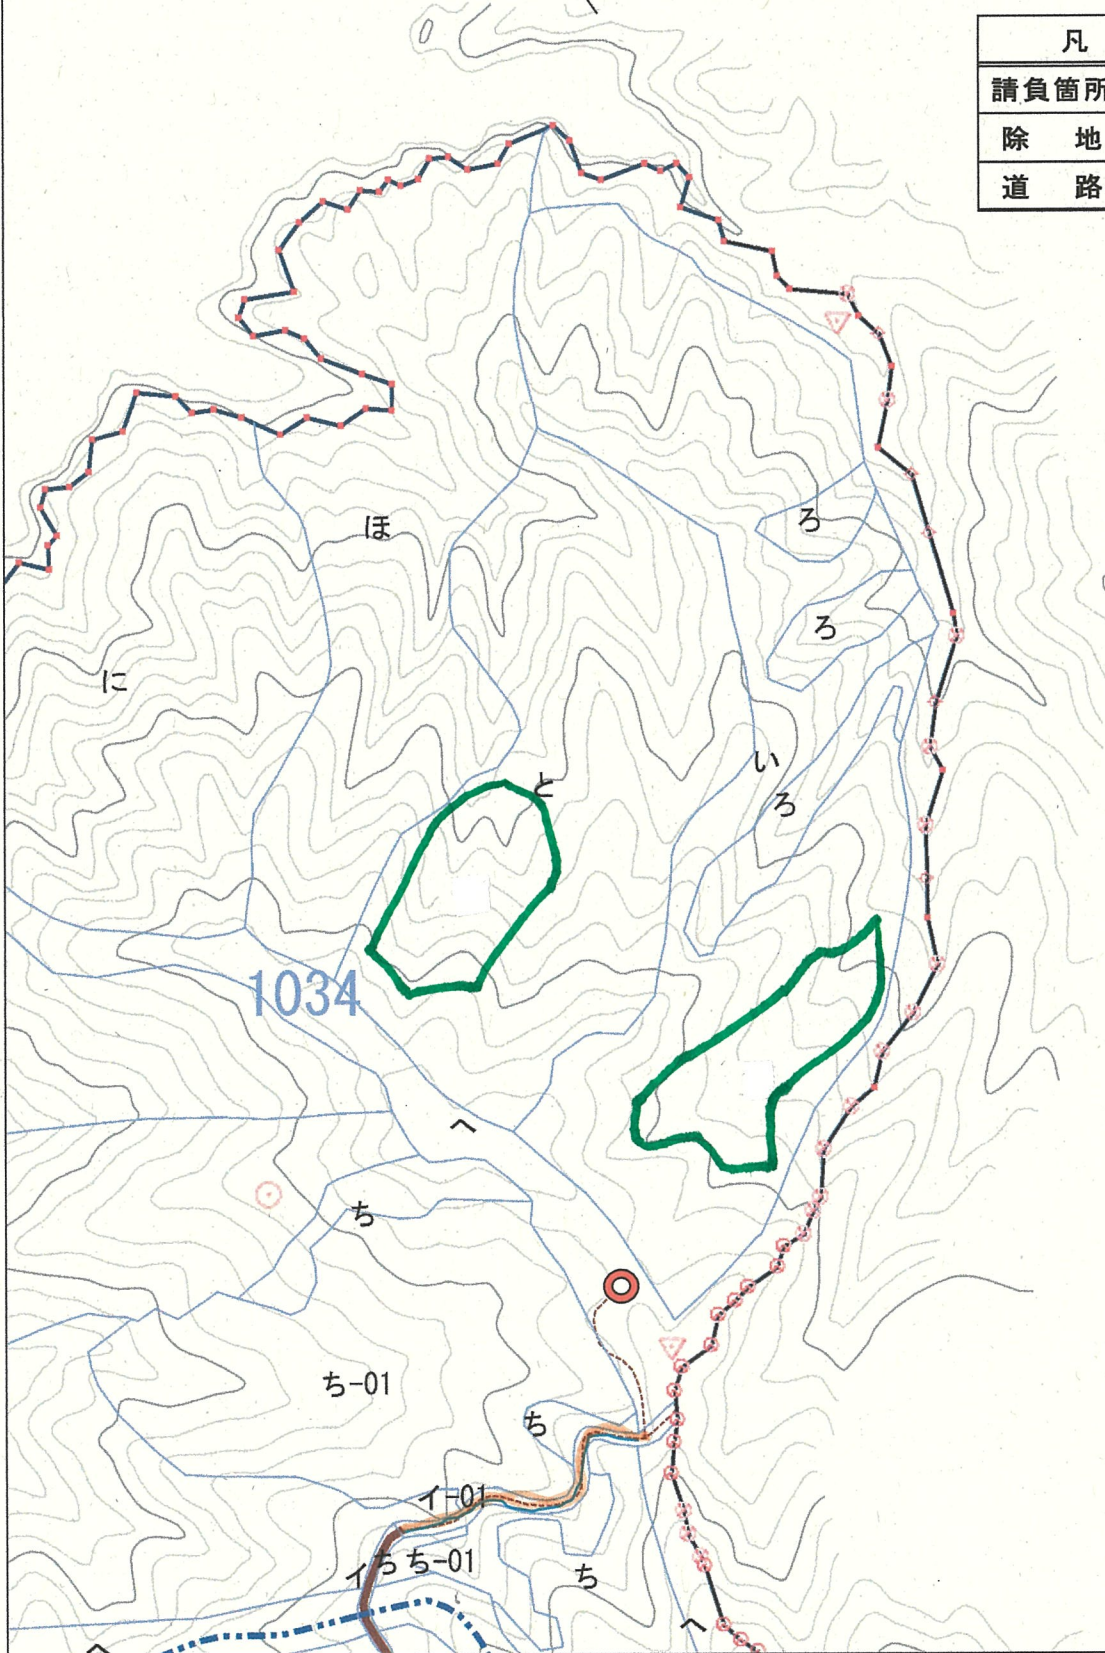 凡
請負箇所
除 地
道 路
ろ
ほ
ろ
に
い
と
ろ
1034
へ
ち
ち-01
ち
イ-01
イ
ち
ち-01
ち
へ
へ